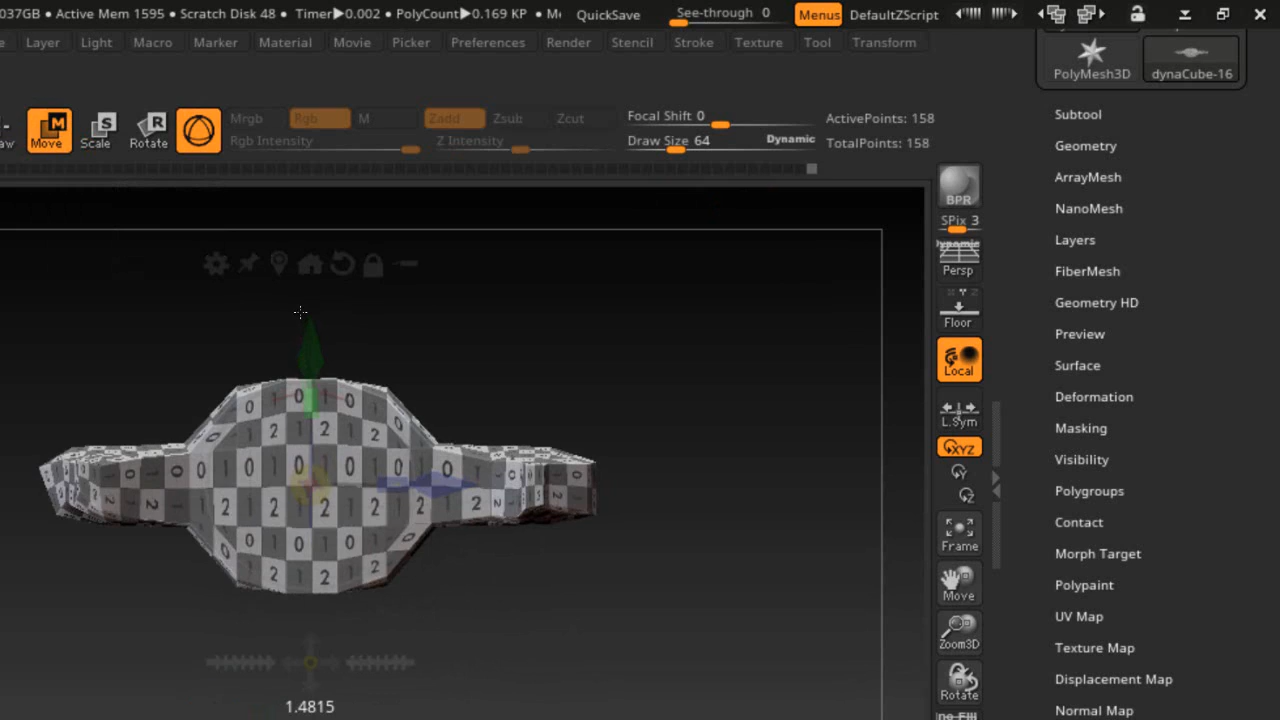 037GB • Active Mem 1595 • Scratch Disk 48 • Timer▶0.002 • PolyCount▶0.169 KP • M
QuickSave
See-through 0
Menus
DefaultZScript
e
Layer
Light
Macro
Marker
Material
Movie
Picker
Preferences
Render
Stencil
Stroke
Texture
Tool
Transform
PolyMesh3D
dynaCube-16
aw
Move
Scale
Rotate
Mrgb
Rgb
M
Zadd
Zsub
Zcut
Rgb Intensity
Z Intensity
Focal Shift 0
Draw Size 64
Dynamic
ActivePoints: 158
TotalPoints: 158
BPR
SPix 3
Dynamic
Persp
Floor
Local
L.Sym
XYZ
Y
Z
Frame
Move
Zoom3D
Rotate
Subtool
Geometry
ArrayMesh
NanoMesh
Layers
FiberMesh
Geometry HD
Preview
Surface
Deformation
Masking
Visibility
Polygroups
Contact
Morph Target
Polypaint
UV Map
Texture Map
Displacement Map
Normal Map
1.4815